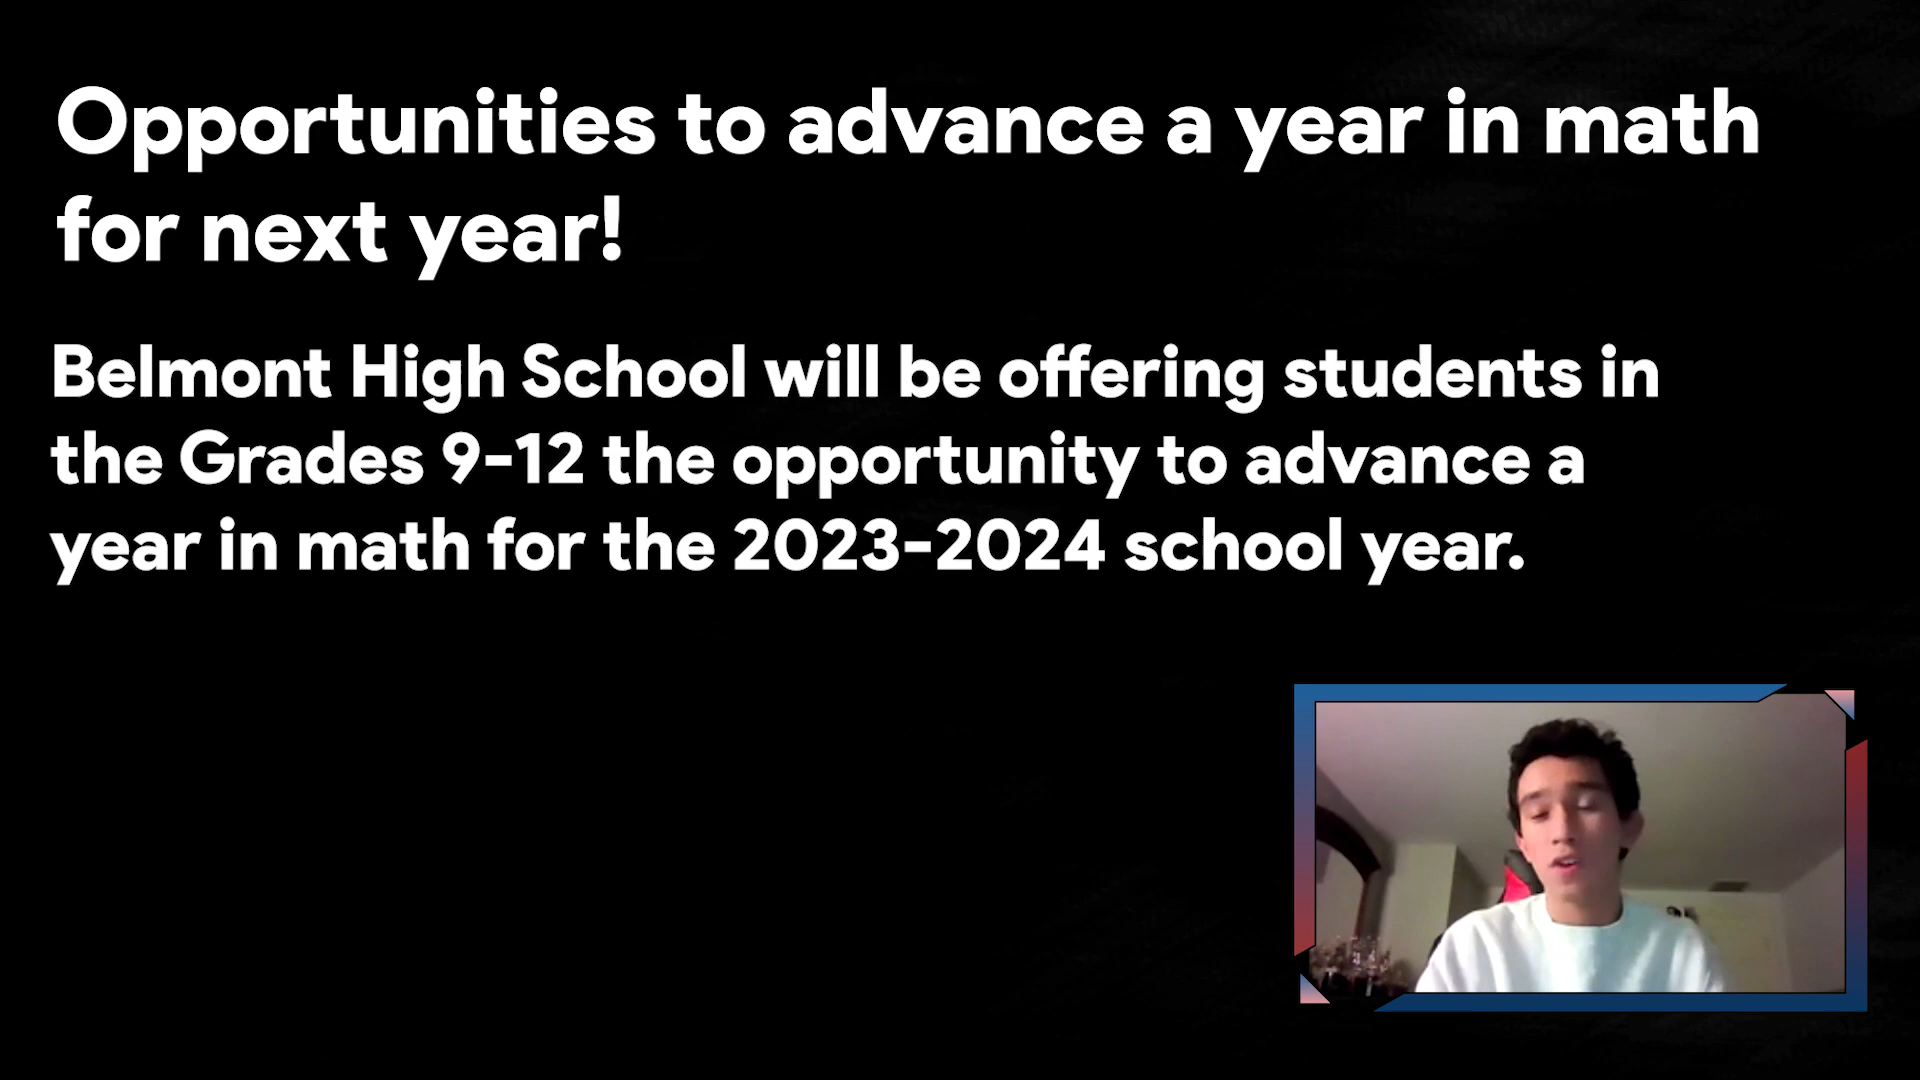 Opportunities to advance a year in math
for next year!
Belmont High School will be offering students in
the Grades 9-12 the opportunity to advance a
year in math for the 2023-2024 school year.